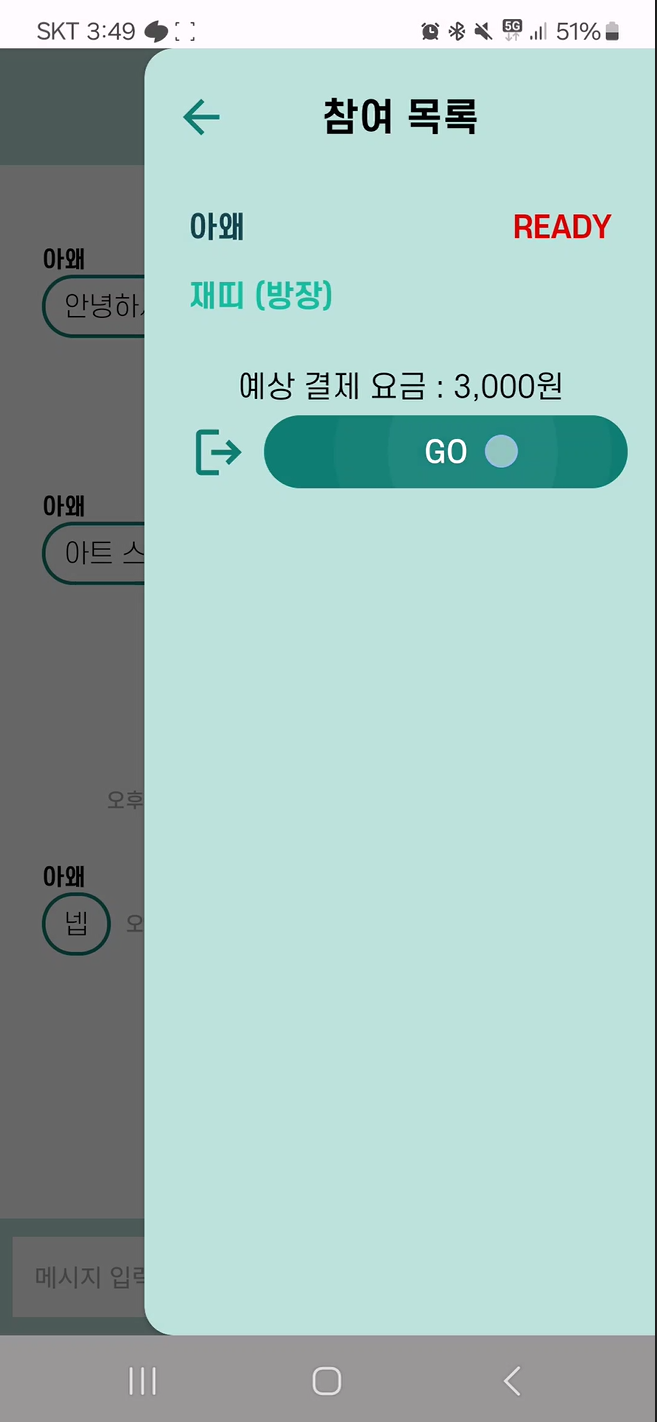 SKT 3:49
5G 51%
참여 목록
아왜 READY
재띠 (방장)
예상 결제 요금 : 3,000원
GO
아왜
안녕하
아왜
아트 스
오후
아왜
넵 오
메시지 입력